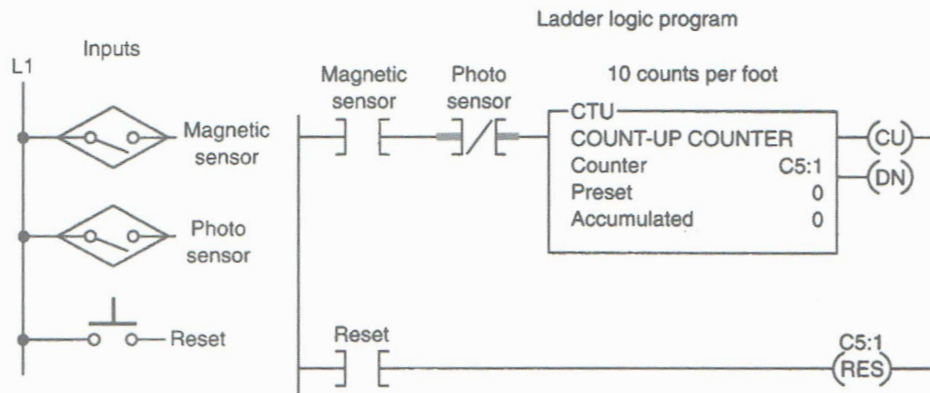 Ladder logic program
Inputs
L1
Magnetic
sensor
Photo
sensor
Reset
Magnetic
sensor
Photo
sensor
10 counts per foot
CTU
COUNT-UP COUNTER
Counter C5:1
Preset 0
Accumulated 0
CU
DN
Reset
C5:1
RES